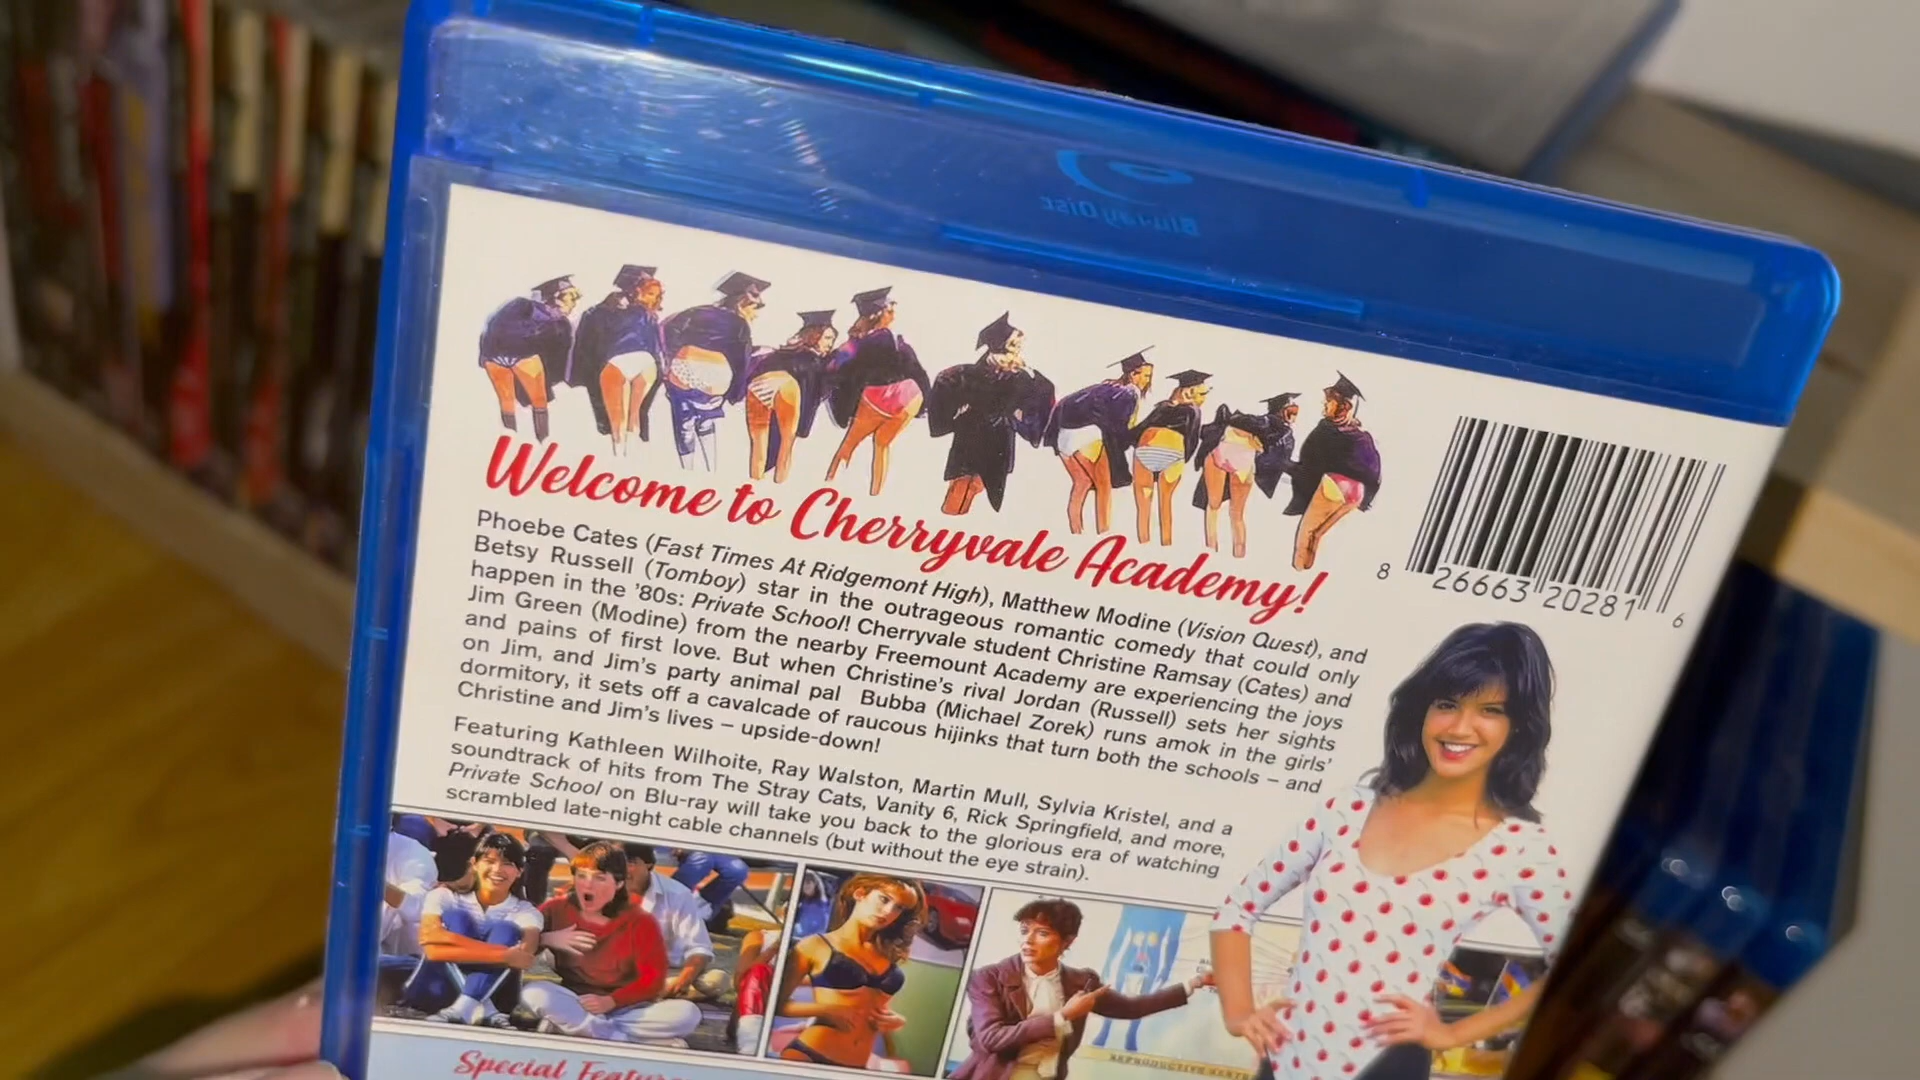 Welcome to Cherryvale Academy!
Phoebe Cates (Fast Times At Ridgemont High), Matthew Modine (Vision Quest), and
Betsy Russell (Tomboy) star in the outrageous romantic comedy that could only
happen in the '80s: Private School! Cherryvale student Christine Ramsay (Cates) and
Jim Green (Modine) from the nearby Freemount Academy are experiencing the joys
and pains of first love. But when Christine's rival Jordan (Russell) sets her sights
on Jim, and Jim's party animal pal Bubba (Michael Zorek) runs amok in the girls'
dormitory, it sets off a cavalcade of raucous hijinks that turn both the schools – and
Christine and Jim's lives – upside-down!
Featuring Kathleen Wilhoite, Ray Walston, Martin Mull, Sylvia Kristel, and a
soundtrack of hits from The Stray Cats, Vanity 6, Rick Springfield, and more,
Private School on Blu-ray will take you back to the glorious era of watching
scrambled late-night cable channels (but without the eye strain).
8 26663 20281 6
Special